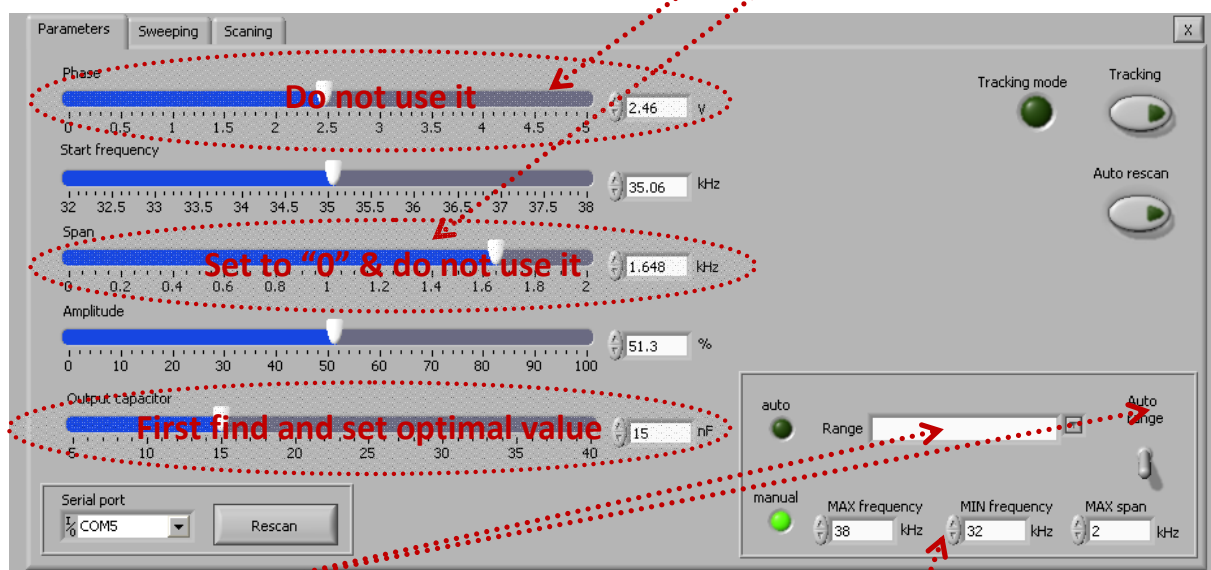 Parameters Sweeping Scaning X
Phase
Do not use it
2.46 V
0 0.5 1 1.5 2 2.5 3 3.5 4 4.5 5
Tracking mode
Tracking
Start frequency
35.06 kHz
32 32.5 33 33.5 34 34.5 35 35.5 36 36.5 37 37.5 38
Auto rescan
Span
Set to “0” & do not use it
1.648 kHz
0 0.2 0.4 0.6 0.8 1 1.2 1.4 1.6 1.8 2
Amplitude
51.3 %
0 10 20 30 40 50 60 70 80 90 100
Output capacitor
First find and set optimal value
15 nF
5 10 15 20 25 30 35 40
Serial port
I/O COM5
Rescan
auto
Range
Auto
range
manual
MAX frequency
38 kHz
MIN frequency
32 kHz
MAX span
2 kHz